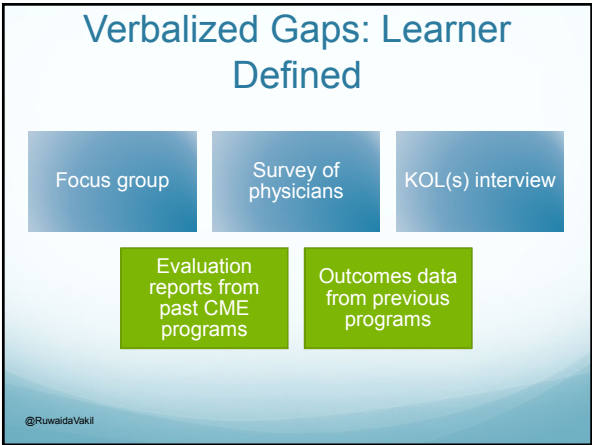 Verbalized Gaps: Learner
Defined
Focus group
Survey of
physicians
KOL(s) interview
Evaluation
reports from
past CME
programs
Outcomes data
from previous
programs
@RuwaidaVakil